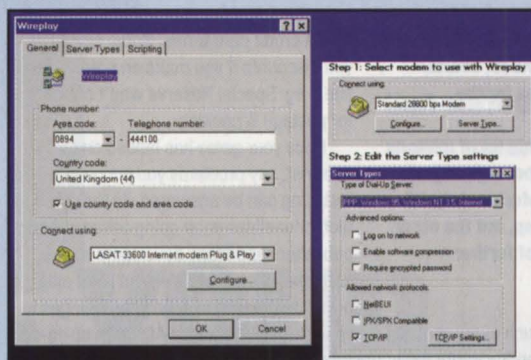 Wireplay
General
Server Types
Scripting
Wireplay
Phone number:
Area code:
Telephone number:
0894
-
444100
Country code:
United Kingdom (44)
Use country code and area code
Connect using:
LASAT 33600 Internet modem Plug & Play
Configure...
OK
Cancel
Step 1: Select modem to use with Wireplay
Connect using:
Standard 28800 bps Modem
Configure...
Server Type...
Step 2: Edit the Server Type settings
Server Types
Type of Dial-Up Server:
PPP: Windows 95, Windows NT 3.5, Internet
Advanced options:
Log on to network
Enable software compression
Require encrypted password
Allowed network protocols:
NetBEUI
IPX/SPX Compatible
TCP/IP
TCP/IP Settings...